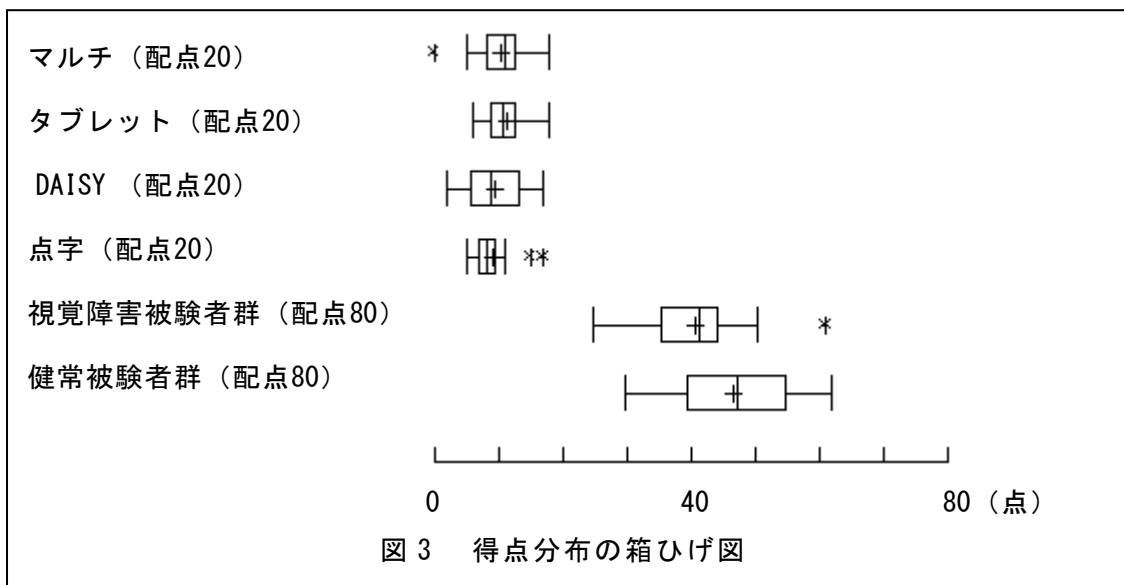 マルチ（配点20）
タブレット（配点20）
DAISY （配点20）
点字（配点20）
視覚障害被験者群（配点80）
健常被験者群（配点80）
0 40 80（点）
図3 得点分布の箱ひげ図